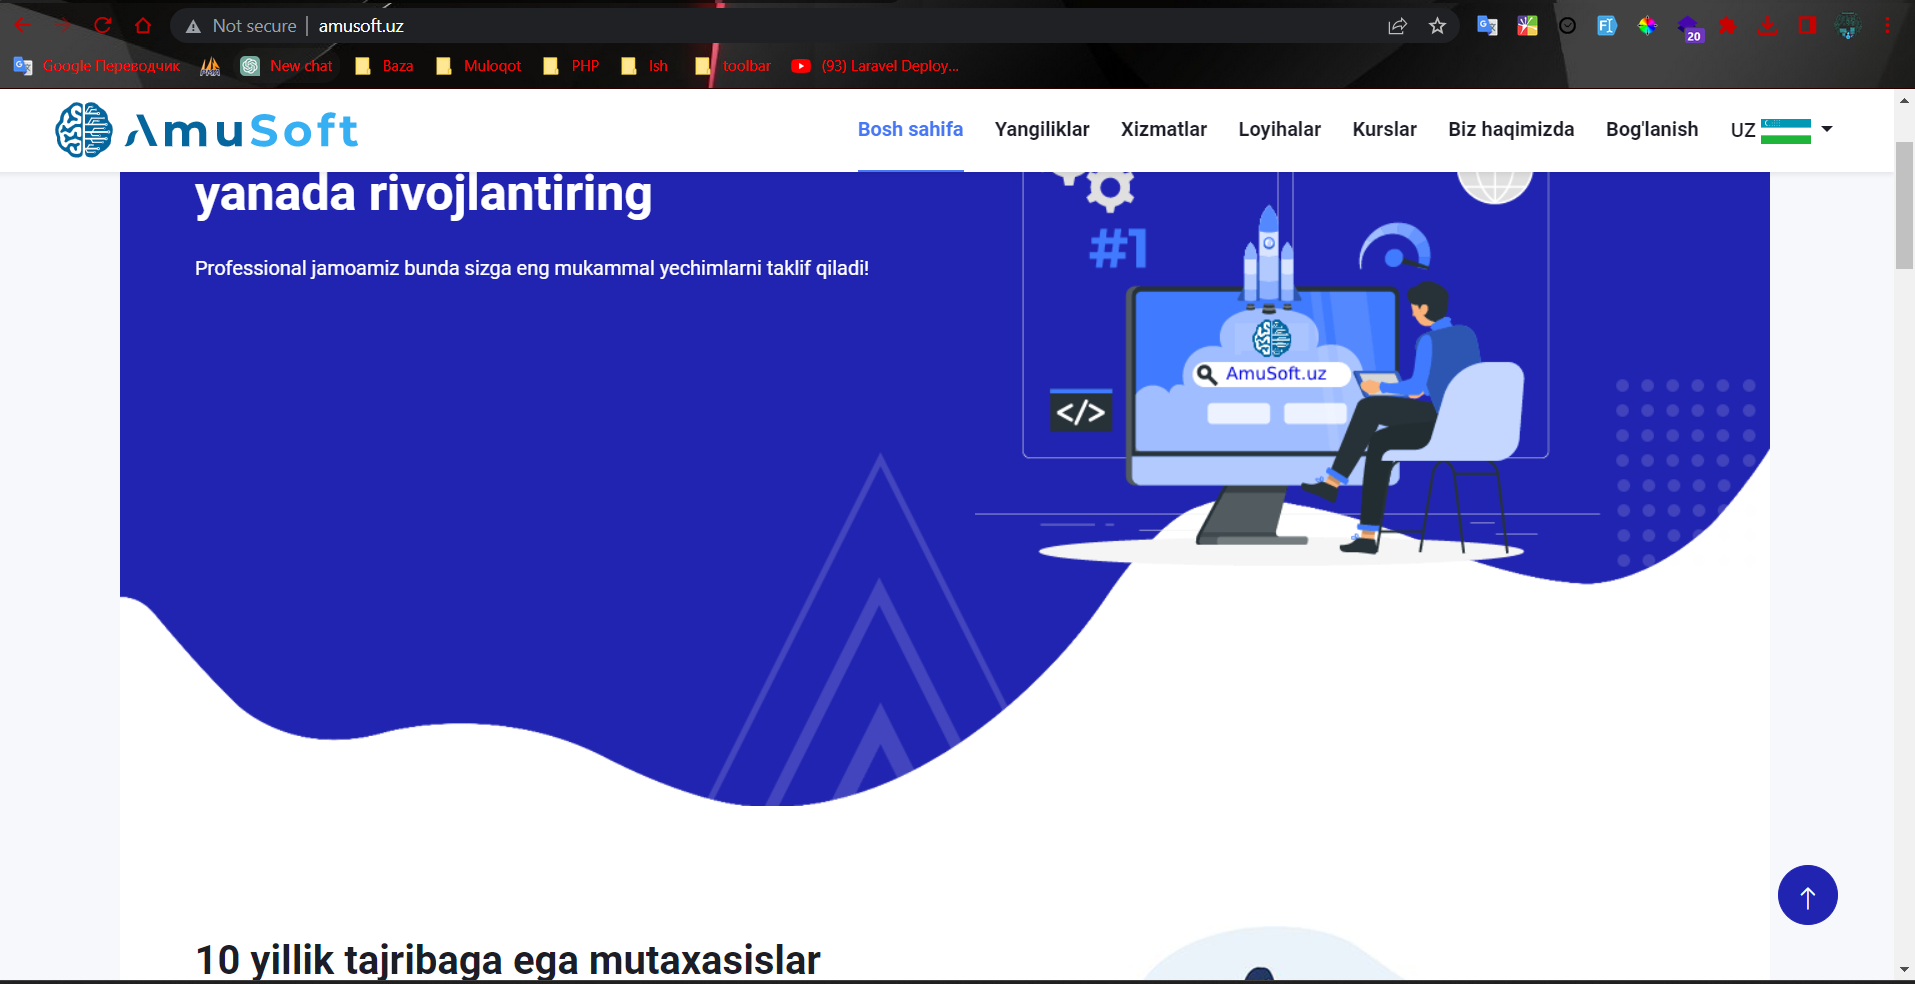 Not secure | amusoft.uz
20
Google Переводчик
PMA
New chat
Baza
Muloqot
PHP
Ish
toolbar
(93) Laravel Deploy...
AmuSoft
Bosh sahifa
Yangiliklar
Xizmatlar
Loyihalar
Kurslar
Biz haqimizda
Bog'lanish
UZ
yanada rivojlantiring
Professional jamoamiz bunda sizga eng mukammal yechimlarni taklif qiladi!
#1
AmuSoft.uz
</>
10 yillik tajribaga ega mutaxasislar